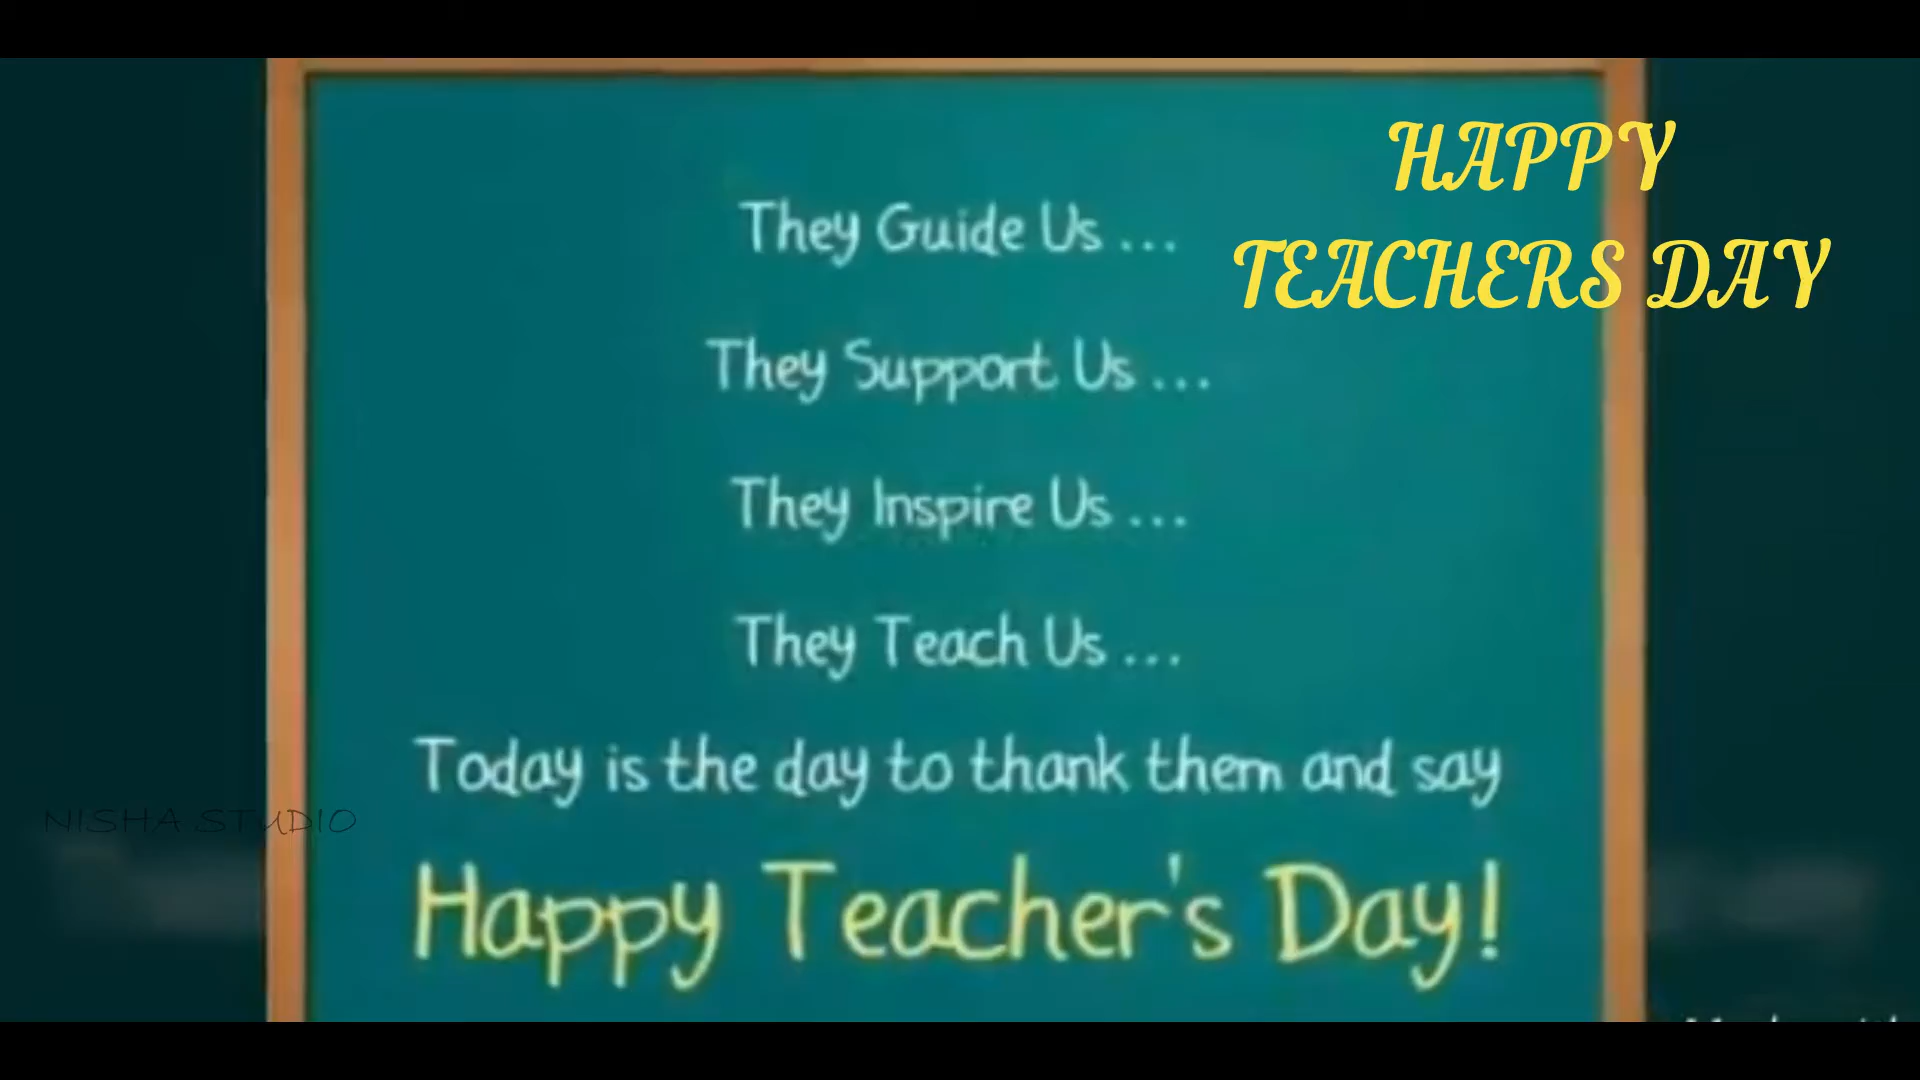 HAPPY
TEACHERS DAY
They Guide Us ...
They Support Us ...
They Inspire Us ...
They Teach Us ...
Today is the day to thank them and say
NISHA STUDIO
Happy Teacher's Day!